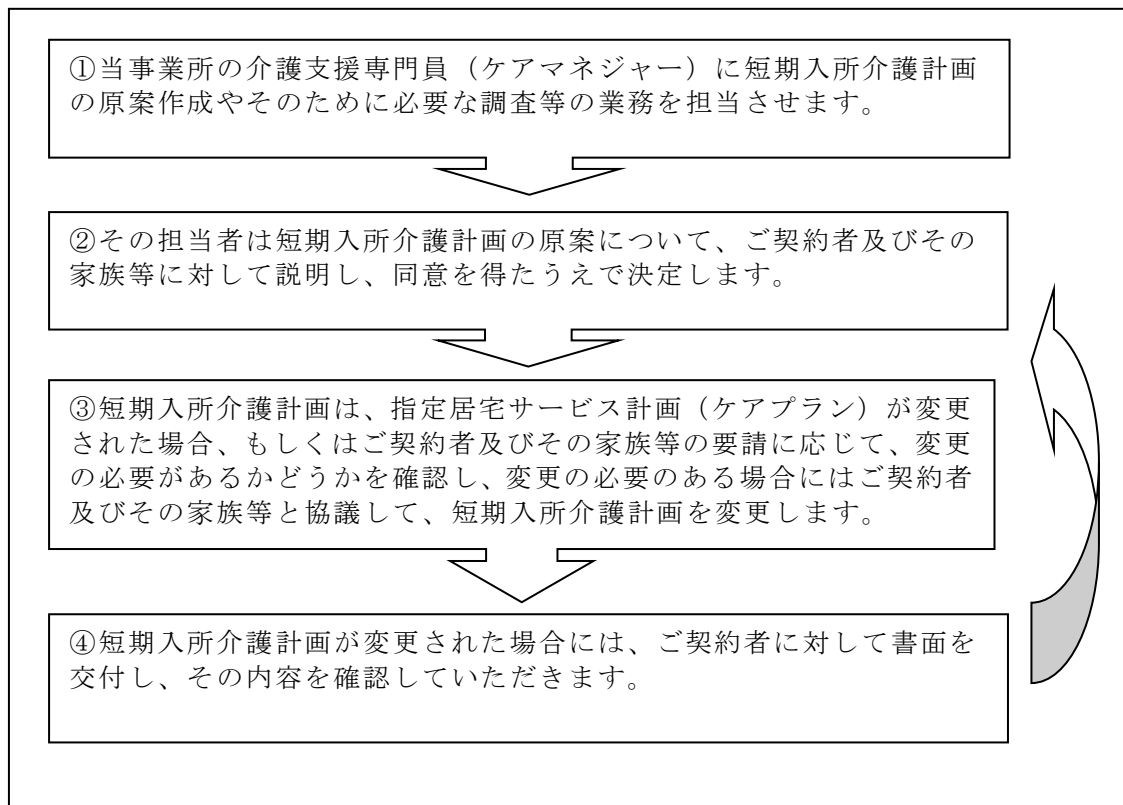 ①当事業所の介護支援専門員（ケアマネジャー）に短期入所介護計画
の原案作成やそのために必要な調査等の業務を担当させます。
②その担当者は短期入所介護計画の原案について、ご契約者及びその
家族等に対して説明し、同意を得たうえで決定します。
③短期入所介護計画は、指定居宅サービス計画（ケアプラン）が変更
された場合、もしくはご契約者及びその家族等の要請に応じて、変更
の必要があるかどうかを確認し、変更の必要のある場合にはご契約者
及びその家族等と協議して、短期入所介護計画を変更します。
④短期入所介護計画が変更された場合には、ご契約者に対して書面を
交付し、その内容を確認していただきます。